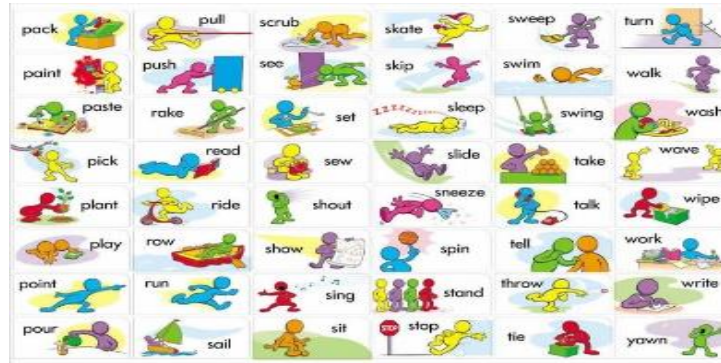 pack pull scrub skate sweep turn
paint push see skip swim walk
paste rake set ZZZZZZZ sleep swing wash
pick read sew slide take wave
plant ride shout sneeze talk wipe
play row show spin tell work
point run sing stand throw write
pour sail sit STOP stop tie yawn